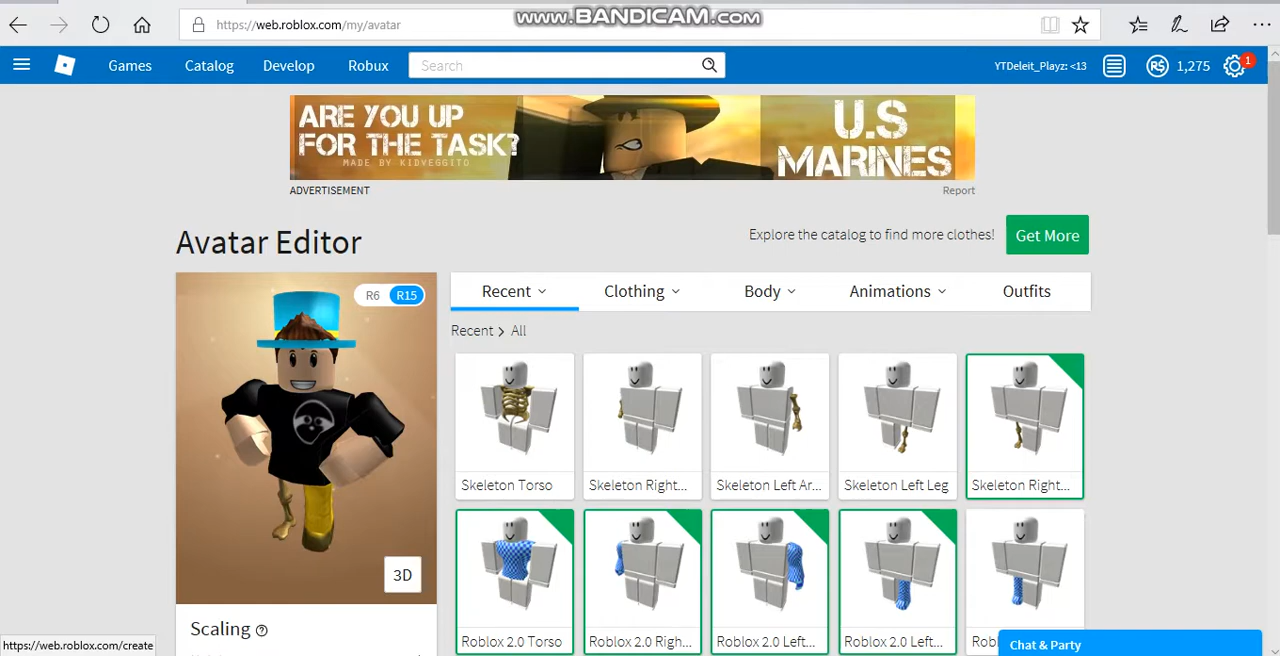 www.BANDICAM.com
https://web.roblox.com/my/avatar
Games
Catalog
Develop
Robux
Search
YTDeleit_Playz: <13
R$
1,275
1
ARE YOU UP
FOR THE TASK?
MADE BY KIDVEGGITO
U.S
MARINES
ADVERTISEMENT
Report
Avatar Editor
Explore the catalog to find more clothes!
Get More
R6
R15
Recent
Clothing
Body
Animations
Outfits
Recent > All
3D
Skeleton Torso
Skeleton Right...
Skeleton Left Ar...
Skeleton Left Leg
Skeleton Right...
Roblox 2.0 Torso
Roblox 2.0 Righ...
Roblox 2.0 Left...
Roblox 2.0 Left...
Scaling
https://web.roblox.com/create
Chat & Party